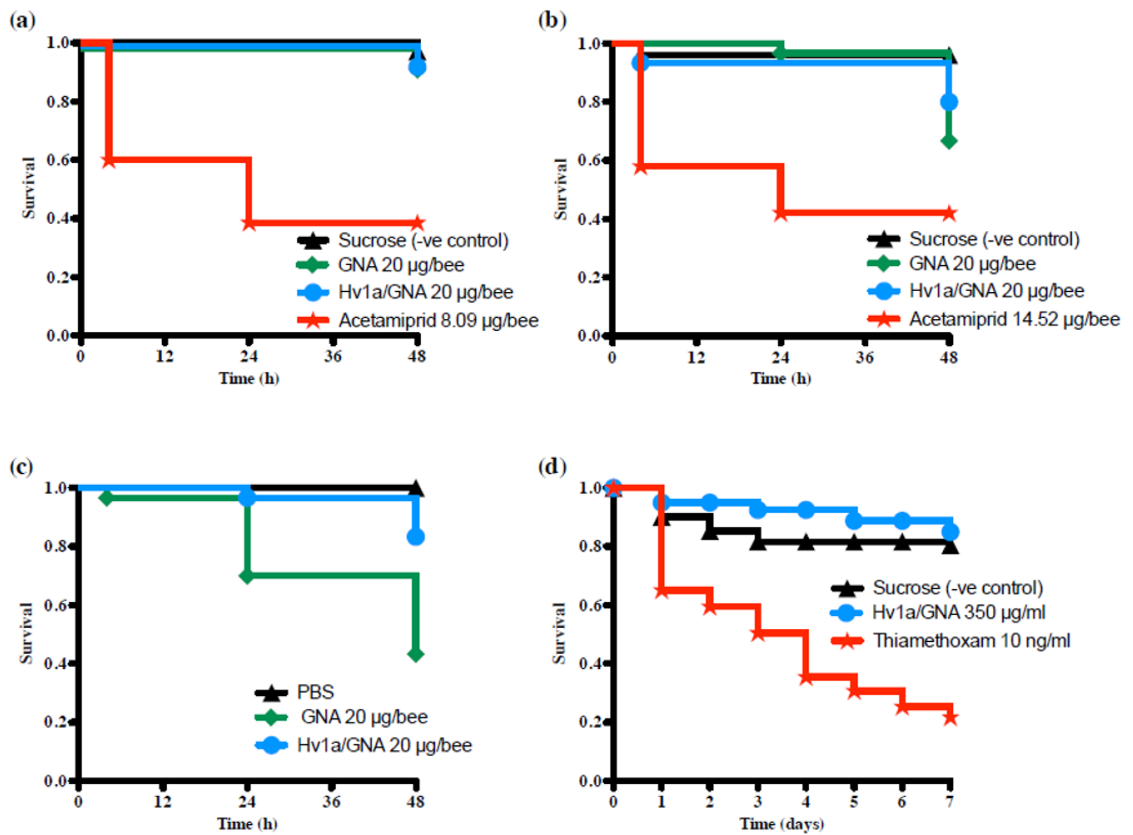 (a)
Survival
1.0
0.8
0.6
0.4
0.2
0.0
Sucrose (-ve control)
GNA 20 µg/bee
Hv1a/GNA 20 µg/bee
Acetamiprid 8.09 µg/bee
0 12 24 36 48
Time (h)
(b)
Survival
1.0
0.8
0.6
0.4
0.2
0.0
Sucrose (-ve control)
GNA 20 µg/bee
Hv1a/GNA 20 µg/bee
Acetamiprid 14.52 µg/bee
0 12 24 36 48
Time (h)
(c)
Survival
1.0
0.8
0.6
0.4
0.2
0.0
PBS
GNA 20 µg/bee
Hv1a/GNA 20 µg/bee
0 12 24 36 48
Time (h)
(d)
Survival
1.0
0.8
0.6
0.4
0.2
0.0
Sucrose (-ve control)
Hv1a/GNA 350 µg/ml
Thiamethoxam 10 ng/ml
0 1 2 3 4 5 6 7
Time (days)